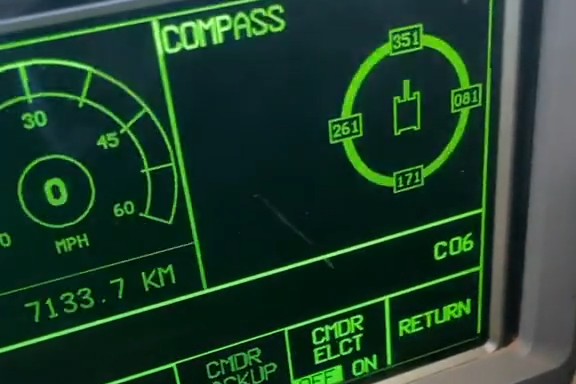 COMPASS
351
081
261
171
30
45
60
0
MPH
7133.7 KM
C06
CMDR
CMDR
ELCT
OFF ON
RETURN